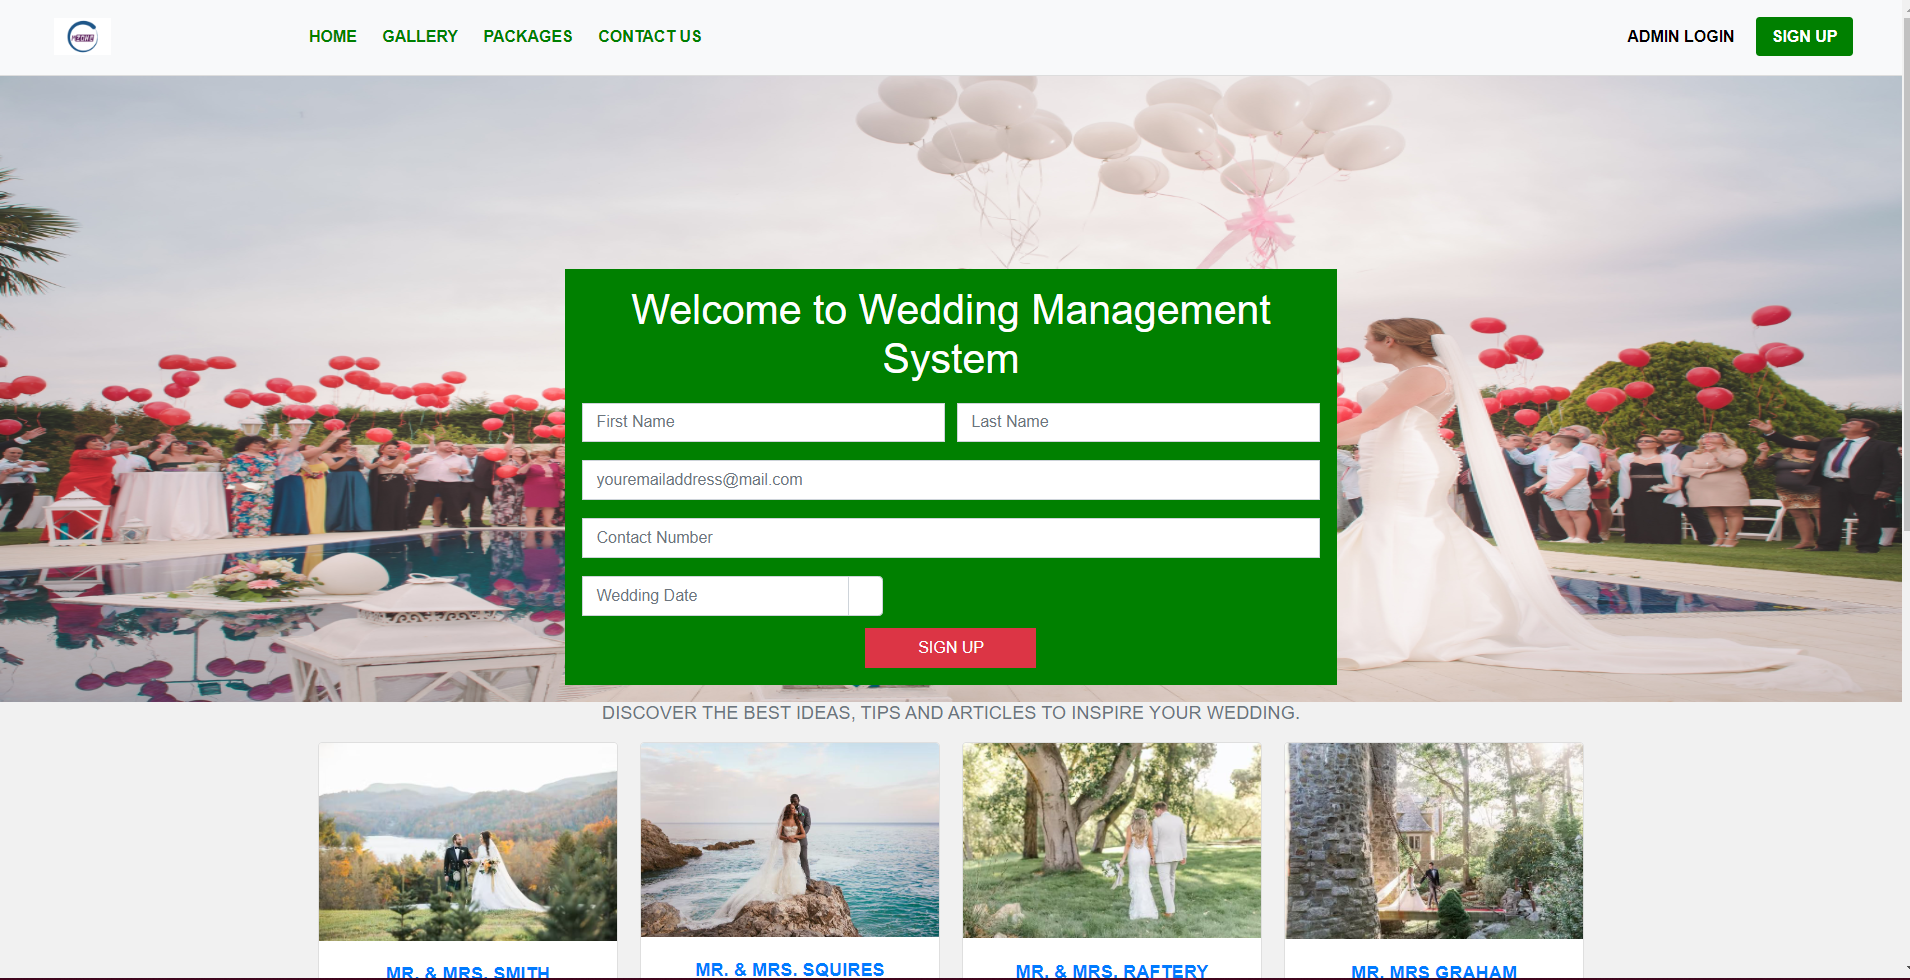 HOME GALLERY PACKAGES CONTACT US ADMIN LOGIN SIGN UP
Welcome to Wedding Management
System
First Name Last Name
youremailaddress@mail.com
Contact Number
Wedding Date
SIGN UP
DISCOVER THE BEST IDEAS, TIPS AND ARTICLES TO INSPIRE YOUR WEDDING.
MR. & MRS. SMITH MR. & MRS. SQUIRES MR. & MRS. RAFTERY MR. MRS GRAHAM